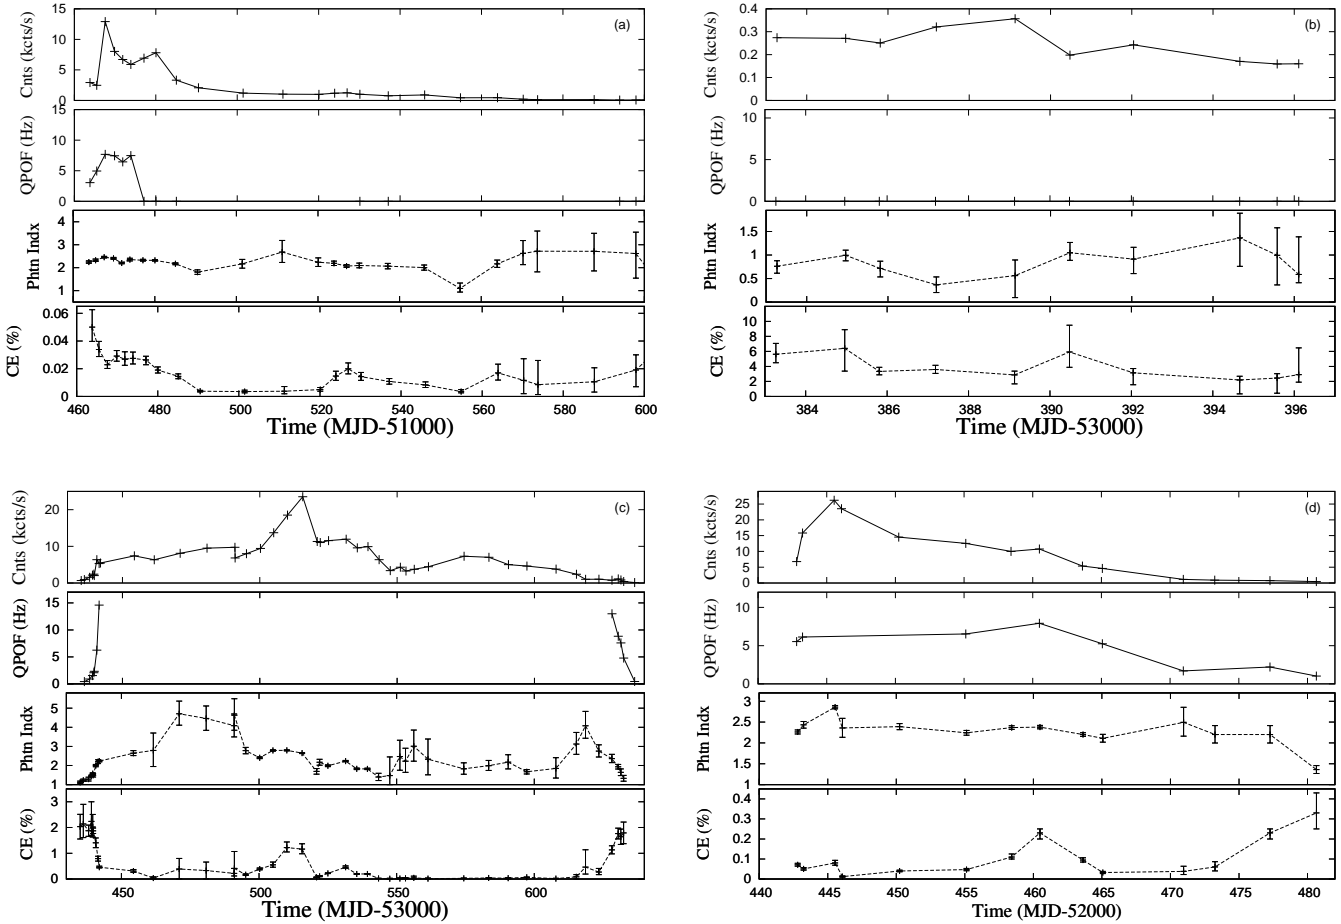 (a)
Cnts (kcts/s)
15
10
5
0
QPOF (Hz)
15
10
5
0
Phtn Indx
4
3
2
1
CE (%)
0.06
0.04
0.02
0
460 480 500 520 540 560 580 600
Time (MJD-51000)
(b)
Cnts (kcts/s)
0.4
0.3
0.2
0.1
0
QPOF (Hz)
10
5
0
Phtn Indx
1.5
1
0.5
0
CE (%)
10
8
6
4
2
0
384 386 388 390 392 394 396
Time (MJD-53000)
(c)
Cnts (kcts/s)
20
10
0
QPOF (Hz)
15
10
5
0
Phtn Indx
5
4
3
2
1
CE (%)
3
2
1
0
450 500 550 600
Time (MJD-53000)
(d)
Cnts (kcts/s)
25
20
15
10
5
0
QPOF (Hz)
10
5
0
Phtn Indx
3
2.5
2
1.5
1
CE (%)
0.4
0.3
0.2
0.1
0
440 445 450 455 460 465 470 475 480
Time (MJD-52000)